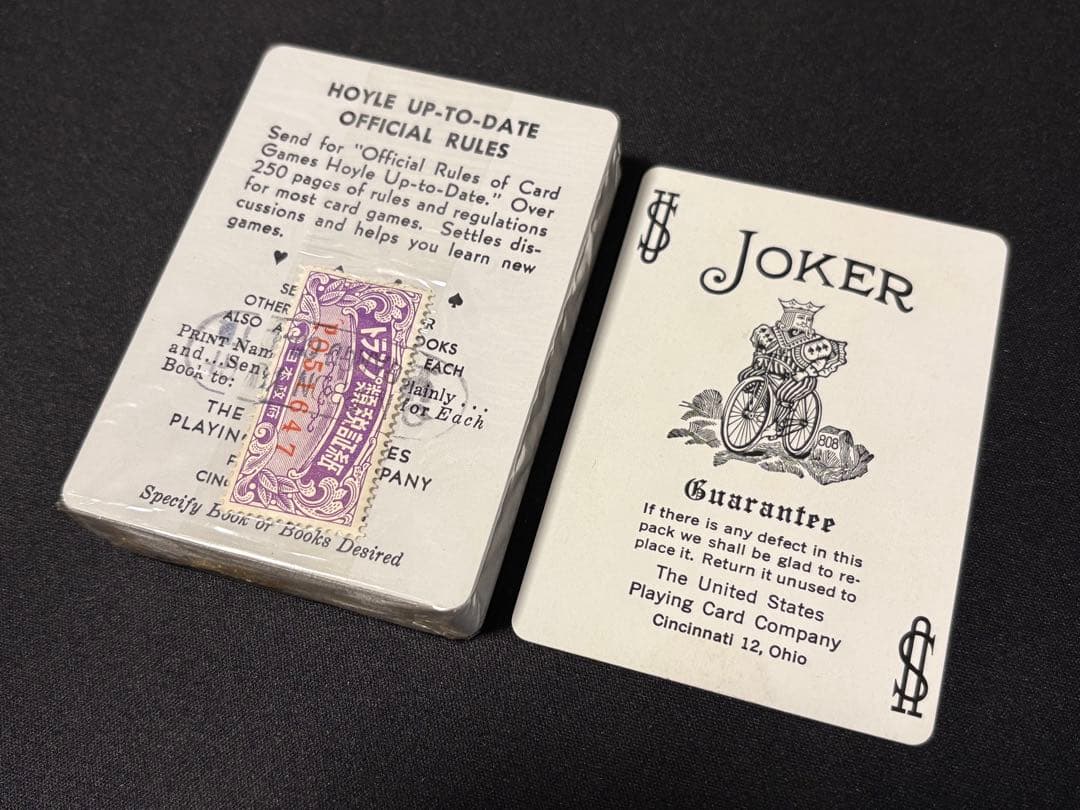 HOYLE UP-TO-DATE
OFFICIAL RULES
Send for "Official Rules of Card
Games Hoyle Up-to-Date." Over
250 pages of rules and regulations
for most card games. Settles dis-
cussions and helps you learn new
games.
OTHER
ALSO
EACH
PRINT
and...
Book to:
plainly...
for Each
THE
PLAYING
Specify Book or Books Desired
トランプ類税証紙
P051647
日本政府
JOKER
808
Guarantee
If there is any defect in this
pack we shall be glad to re-
place it. Return it unused to
The United States
Playing Card Company
Cincinnati 12, Ohio